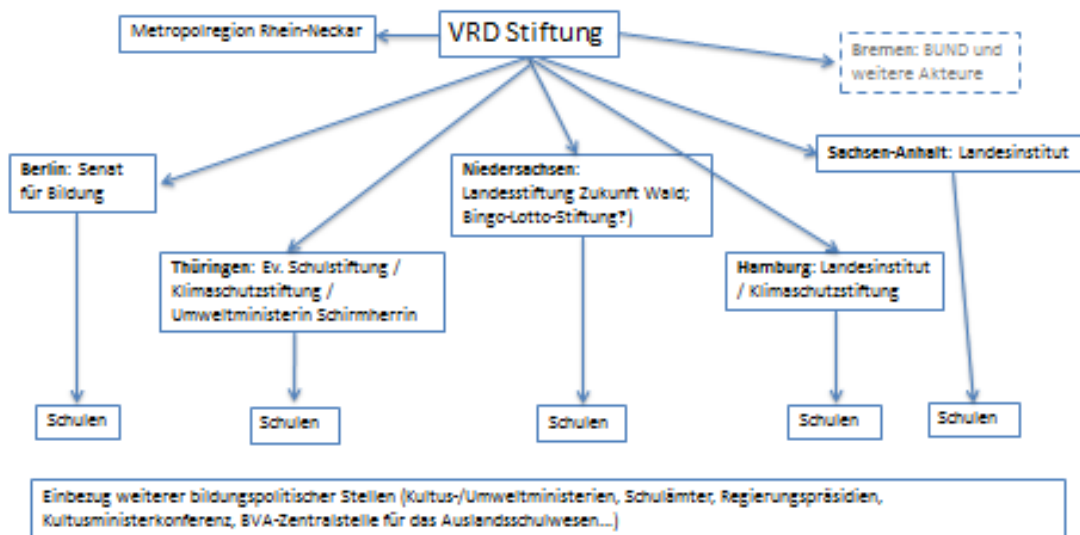 Metropolregion Rhein-Neckar
VRD Stiftung
Bremen: BUND und
weitere Akteure
Berlin: Senat
für Bildung
Niedersachsen:
Landesstiftung Zukunft Wald;
Bingo-Lotto-Stiftung?)
Sachsen-Anhalt: Landesinstitut
Thüringen: Ev. Schulstiftung /
Klimaschutzstiftung /
Umweltministerin Schirmherrin
Hamburg: Landesinstitut
/ Klimaschutzstiftung
Schulen
Schulen
Schulen
Schulen
Schulen
Einbezug weiterer bildungspolitischer Stellen (Kultus-/Umweltministerien, Schulämter, Regierungspräsidien,
Kultusministerkonferenz, BVA-Zentralstelle für das Auslandsschulwesen...)